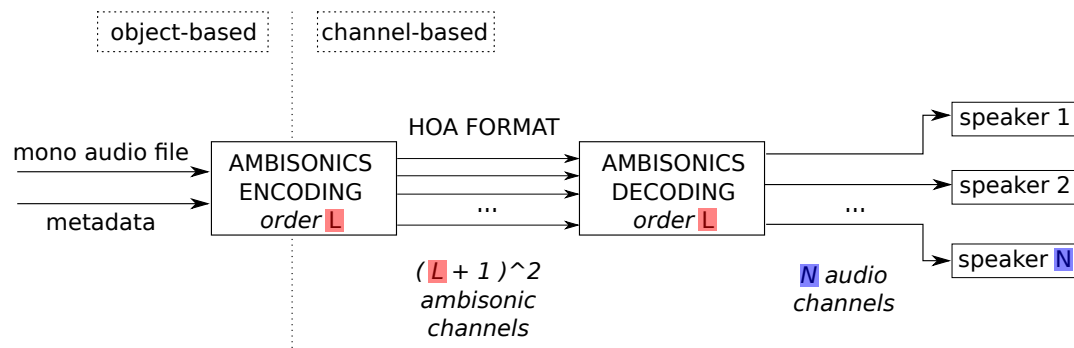 object-based
channel-based
HOA FORMAT
mono audio file
metadata
AMBISONICS
ENCODING
order L
...
AMBISONICS
DECODING
order L
...
speaker 1
speaker 2
speaker N
( L + 1 )^2
ambisonic
channels
N audio
channels